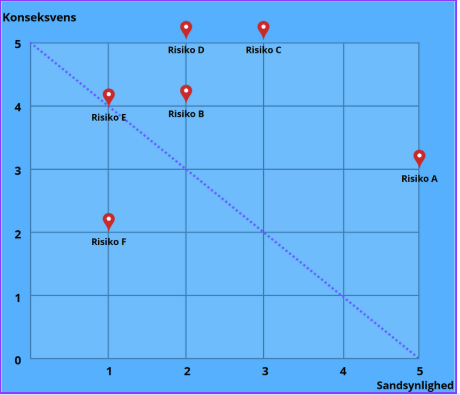 Konseksvens
5
Risiko D
Risiko C
4
Risiko E
Risiko B
3
Risiko A
2
Risiko F
1
0
1
2
3
4
5
Sandsynlighed